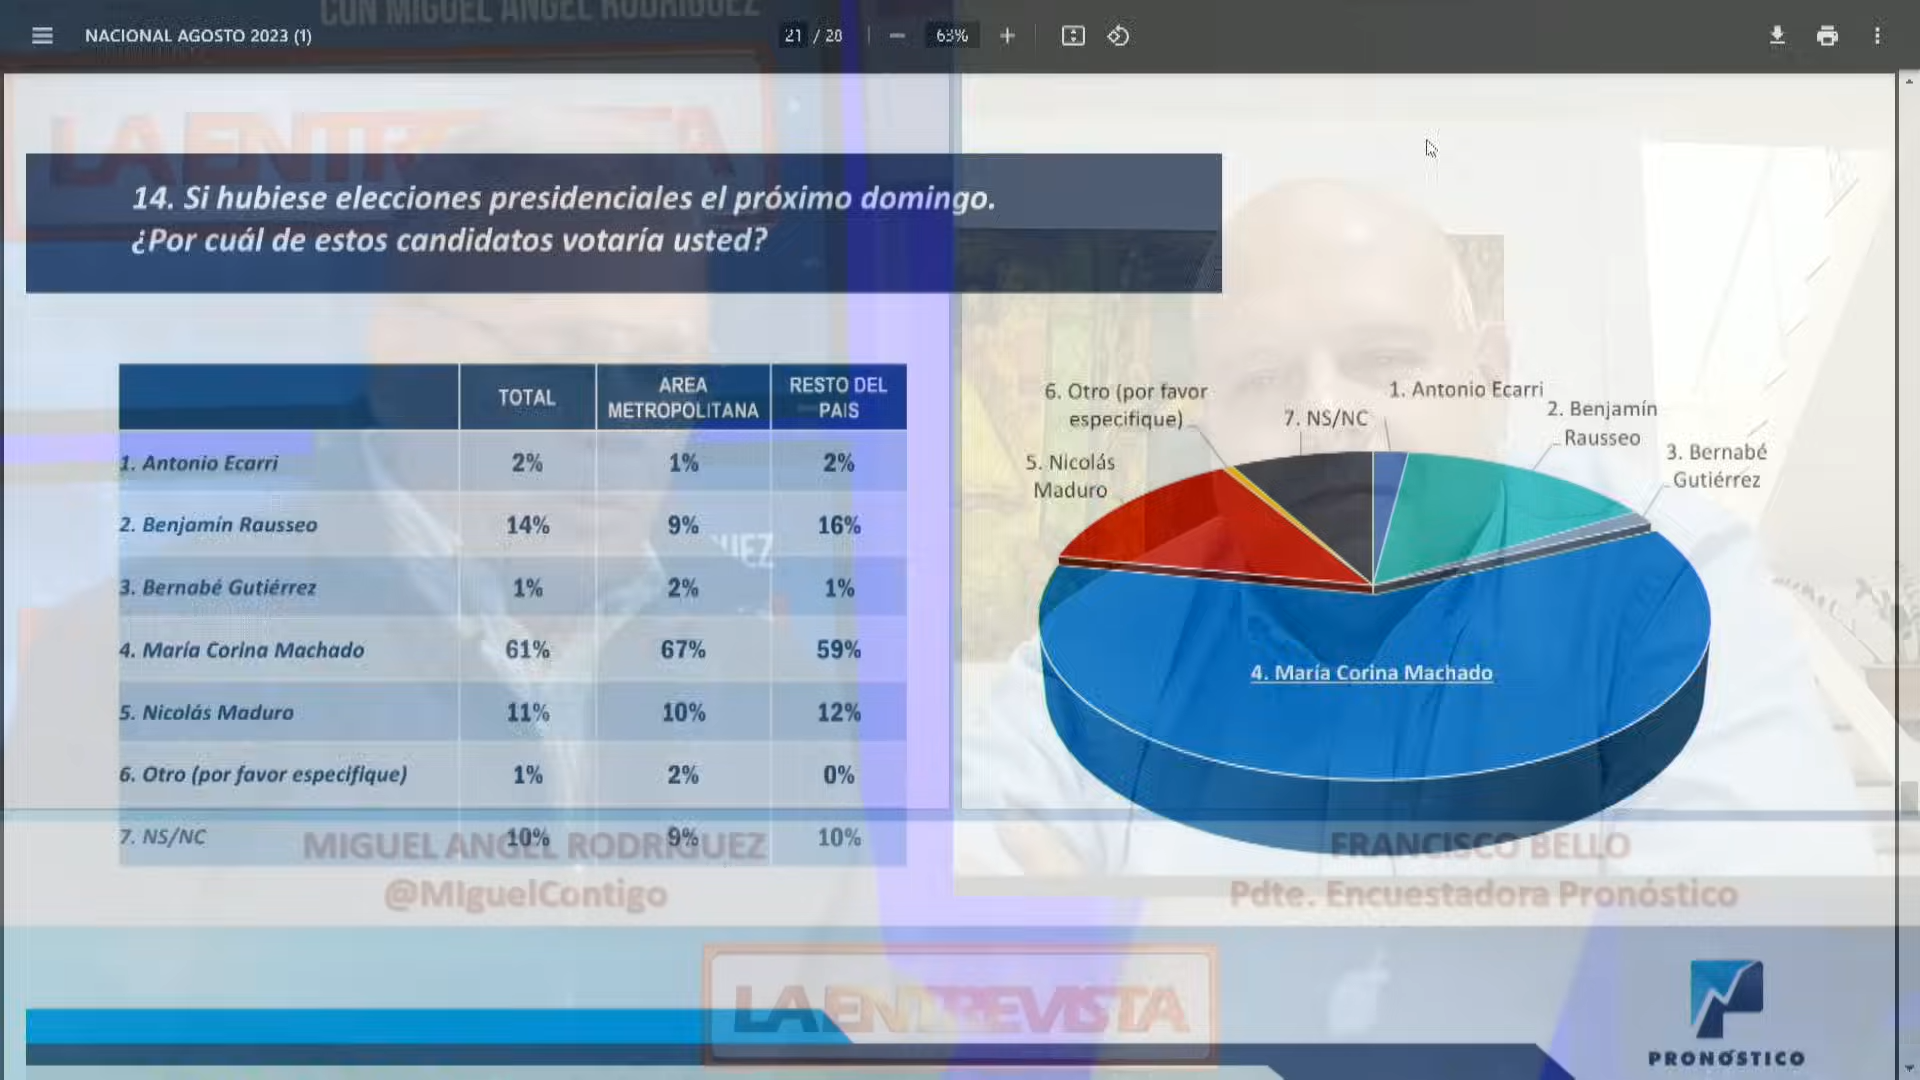 CON MIGUEL ANGEL RODRIGUEZ
NACIONAL AGOSTO 2023 (1)
21 / 28
63%
14. Si hubiese elecciones presidenciales el próximo domingo.
¿Por cuál de estos candidatos votaría usted?
TOTAL
AREA METROPOLITANA
RESTO DEL PAIS
1. Antonio Ecarri 2% 1% 2%
2. Benjamín Rausseo 14% 9% 16%
3. Bernabé Gutiérrez 1% 2% 1%
4. María Corina Machado 61% 67% 59%
5. Nicolás Maduro 11% 10% 12%
6. Otro (por favor especifique) 1% 2% 0%
7. NS/NC 10% 9% 10%
6. Otro (por favor
especifique)
7. NS/NC
1. Antonio Ecarri
2. Benjamín
Rausseo
3. Bernabé
Gutiérrez
5. Nicolás
Maduro
4. María Corina Machado
MIGUEL ANGEL RODRIGUEZ
@MIguelContigo
FRANCISCO BELLO
Pdte. Encuestadora Pronóstico
LA ENTREVISTA
PRONÓSTICO